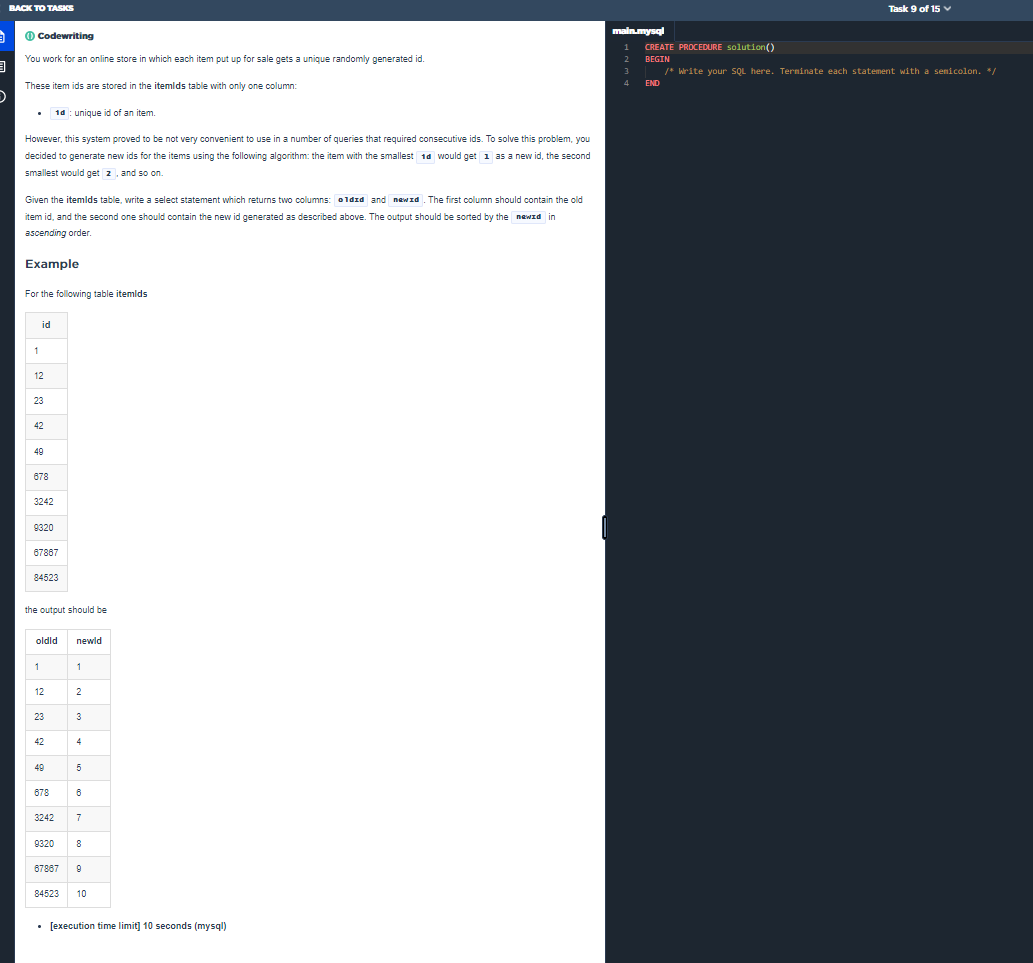 BACK TO TASKS
Task 9 of 15
Codewriting
You work for an online store in which each item put up for sale gets a unique randomly generated id.
These item ids are stored in the itemIds table with only one column:
• id : unique id of an item.
However, this system proved to be not very convenient to use in a number of queries that required consecutive ids. To solve this problem, you
decided to generate new ids for the items using the following algorithm: the item with the smallest id would get 1 as a new id, the second
smallest would get 2 , and so on.
Given the itemIds table, write a select statement which returns two columns: oldId and newId . The first column should contain the old
item id, and the second one should contain the new id generated as described above. The output should be sorted by the newId in
ascending order.
Example
For the following table itemIds
id
1
12
23
42
49
678
3242
9320
67867
84523
the output should be
oldId newId
1 1
12 2
23 3
42 4
49 5
678 6
3242 7
9320 8
67867 9
84523 10
• [execution time limit] 10 seconds (mysql)
main.mysql
1 CREATE PROCEDURE solution()
2 BEGIN
3 /* Write your SQL here. Terminate each statement with a semicolon. */
4 END